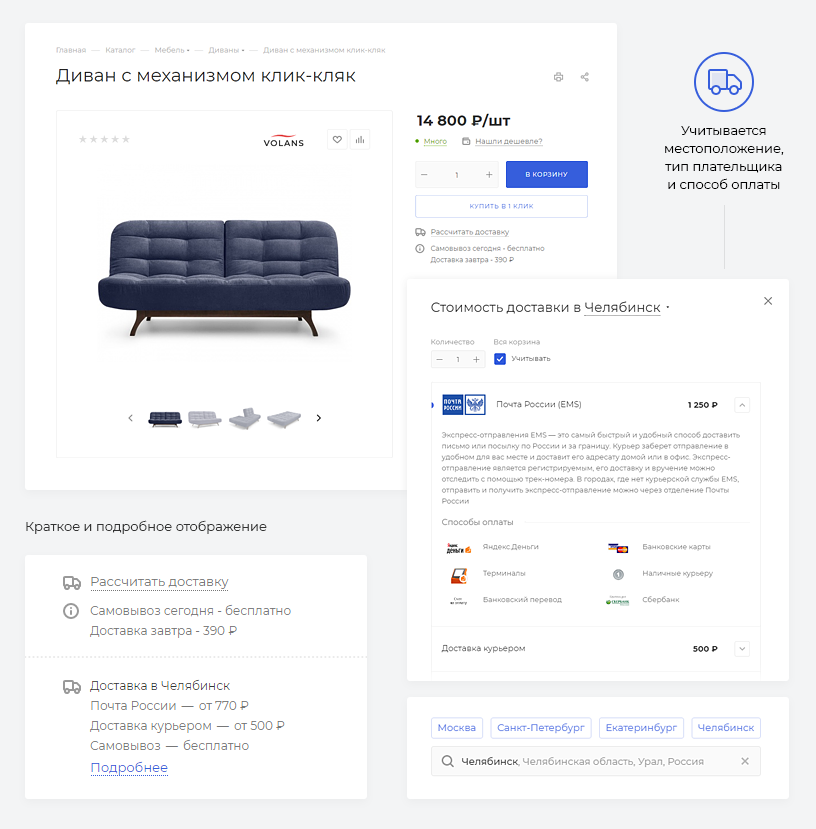 Главная — Каталог — Мебель — Диваны — Диван с механизмом клик-кляк
Диван с механизмом клик-кляк
VOLANS
14 800 ₽/шт
Много
Нашли дешевле?
1
В КОРЗИНУ
КУПИТЬ В 1 КЛИК
Рассчитать доставку
Самовывоз сегодня - бесплатно
Доставка завтра - 390 ₽
Учитывается
местоположение,
тип плательщика
и способ оплаты
Стоимость доставки в Челябинск
Количество
Вся корзина
1
Учитывать
ПОЧТА
РОССИИ
Почта России (EMS)
1 250 ₽
Экспресс-отправления EMS — это самый быстрый и удобный способ доставить
письмо или посылку по России и за границу. Курьер заберет отправление в
удобном для вас месте и доставит его адресату домой или в офис. Экспресс-
отправление является регистрируемым, его доставку и вручение можно
отследить с помощью трек-номера. В городах, где нет курьерской службы EMS,
отправить и получить экспресс-отправление можно через отделение Почты
России
Способы оплаты
Яндекс Деньги
Яндекс.Деньги
Банковские карты
Терминалы
Наличные курьеру
Счет
на оплату
Банковский перевод
СБЕРБАНК
Сбербанк
Доставка курьером
500 ₽
Краткое и подробное отображение
Рассчитать доставку
Самовывоз сегодня - бесплатно
Доставка завтра - 390 ₽
Доставка в Челябинск
Почта России — от 770 ₽
Доставка курьером — от 500 ₽
Самовывоз — бесплатно
Подробнее
Москва
Санкт-Петербург
Екатеринбург
Челябинск
Челябинск, Челябинская область, Урал, Россия